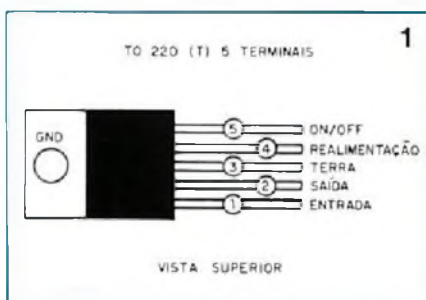 1
TO 220 (T) 5 TERMINAIS
GND
5 ON/OFF
4 REALIMENTAÇÃO
3 TERRA
2 SAÍDA
1 ENTRADA
VISTA SUPERIOR